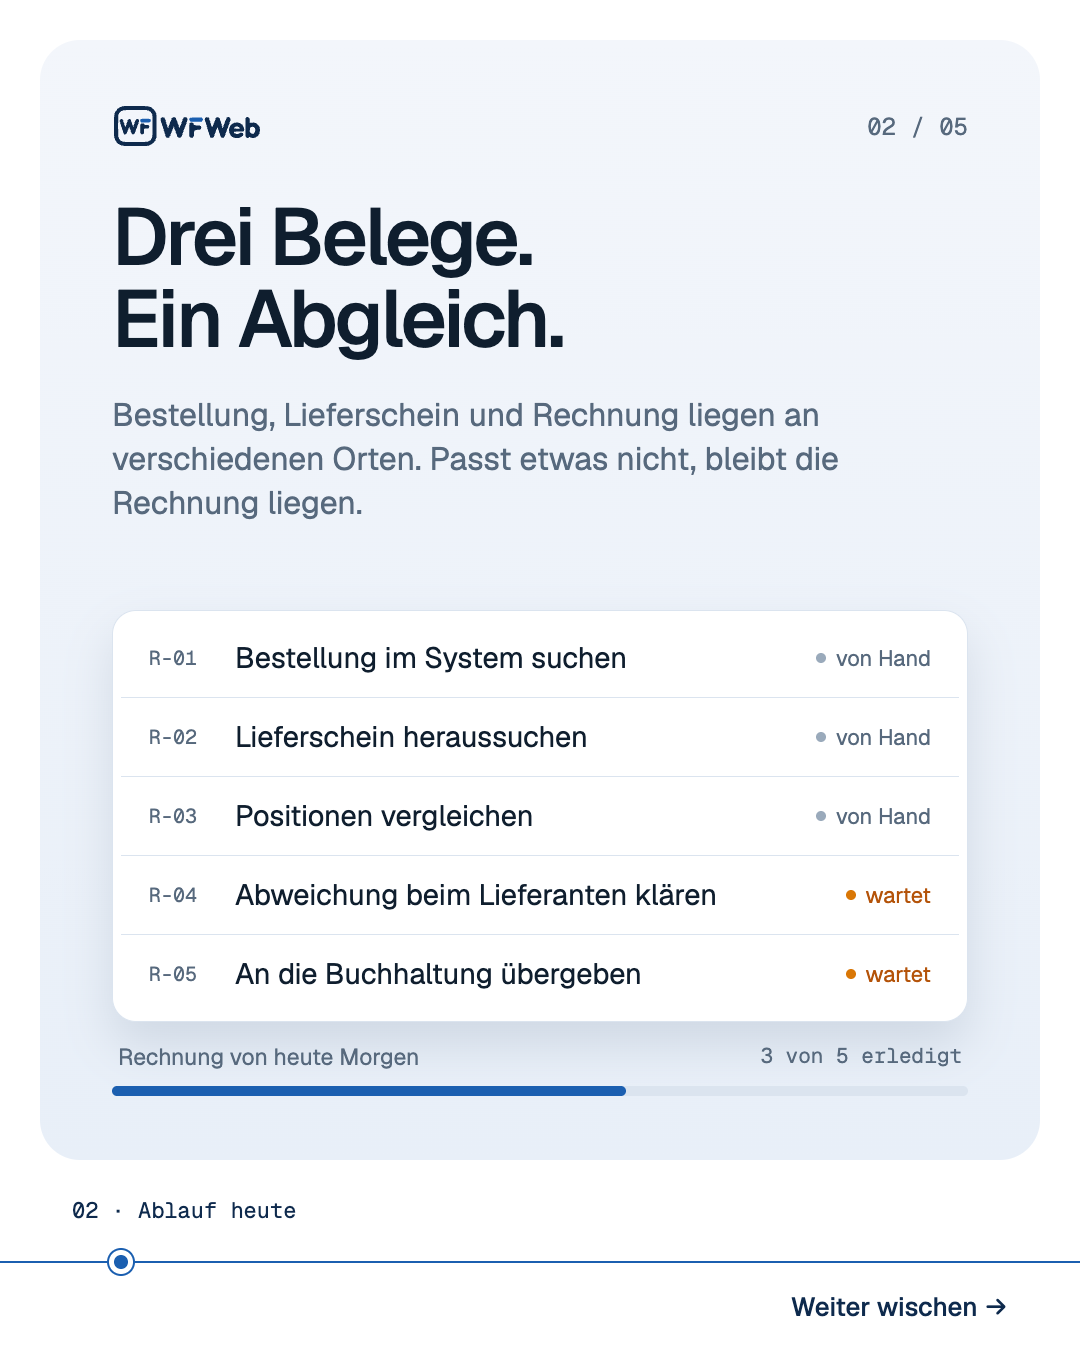 WF WFWeb
02 / 05
Drei Belege.
Ein Abgleich.
Bestellung, Lieferschein und Rechnung liegen an
verschiedenen Orten. Passt etwas nicht, bleibt die
Rechnung liegen.
R-01 Bestellung im System suchen von Hand
R-02 Lieferschein heraussuchen von Hand
R-03 Positionen vergleichen von Hand
R-04 Abweichung beim Lieferanten klären wartet
R-05 An die Buchhaltung übergeben wartet
Rechnung von heute Morgen 3 von 5 erledigt
02 · Ablauf heute
Weiter wischen →